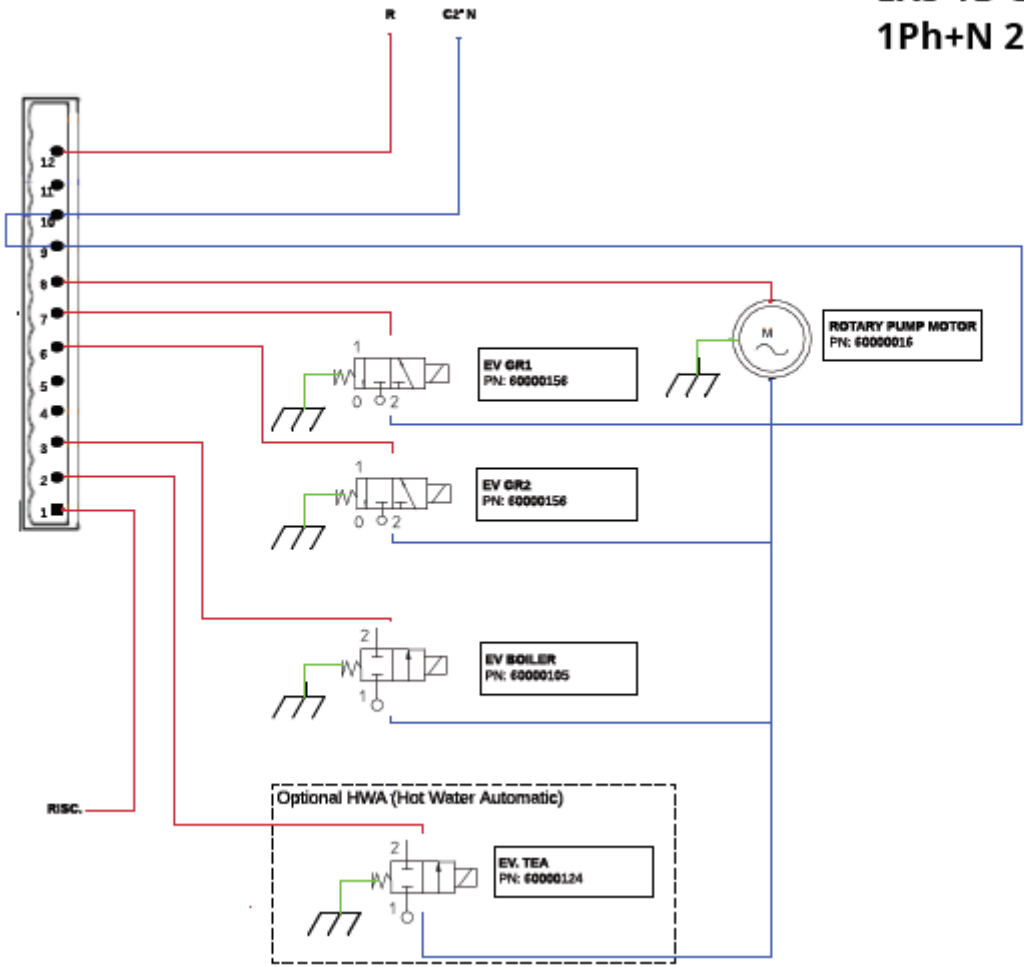 R C2* N
1Ph+N 2
12
11
10
9
8
7
6
5
4
3
2
1
M
ROTARY PUMP MOTOR
PN: 60000016
1
0 2
EV GR1
PN: 60000156
1
0 2
EV GR2
PN: 60000156
2
1
EV BOILER
PN: 60000105
RISC.
Optional HWA (Hot Water Automatic)
2
1
EV. TEA
PN: 60000124